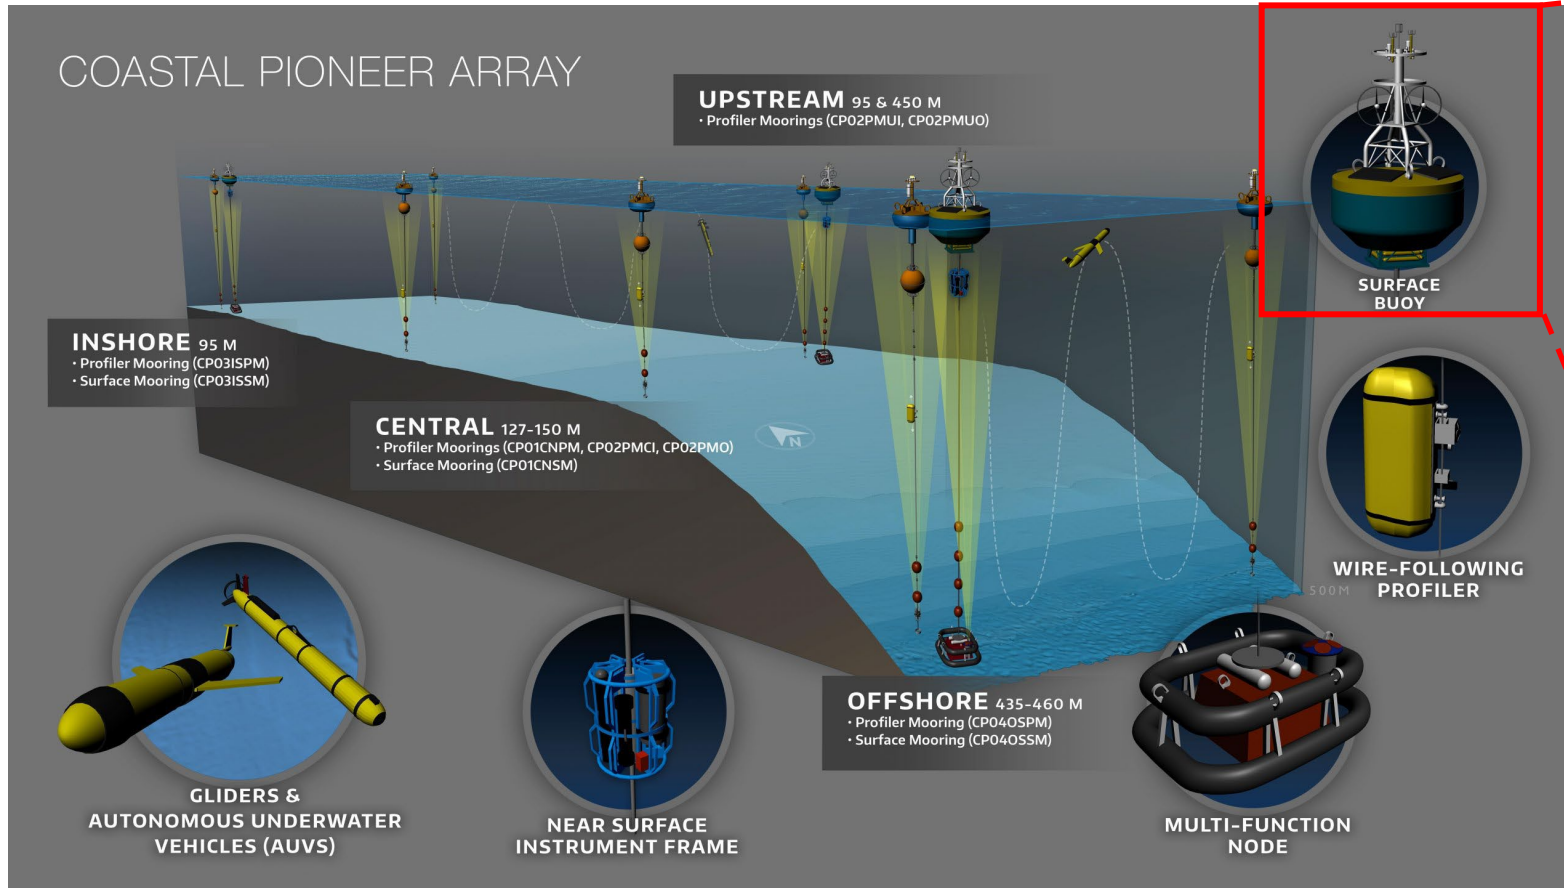 COASTAL PIONEER ARRAY
UPSTREAM 95 & 450 M
• Profiler Moorings (CP02PMUI, CP02PMUO)
SURFACE
BUOY
INSHORE 95 M
• Profiler Mooring (CP03ISPM)
• Surface Mooring (CP03ISSM)
CENTRAL 127-150 M
• Profiler Moorings (CP01CNPM, CP02PMCI, CP02PMO)
• Surface Mooring (CP01CNSM)
N
WIRE-FOLLOWING
PROFILER
500M
OFFSHORE 435-460 M
• Profiler Mooring (CP04OSPM)
• Surface Mooring (CP04OSSM)
GLIDERS &
AUTONOMOUS UNDERWATER
VEHICLES (AUVS)
NEAR SURFACE
INSTRUMENT FRAME
MULTI-FUNCTION
NODE